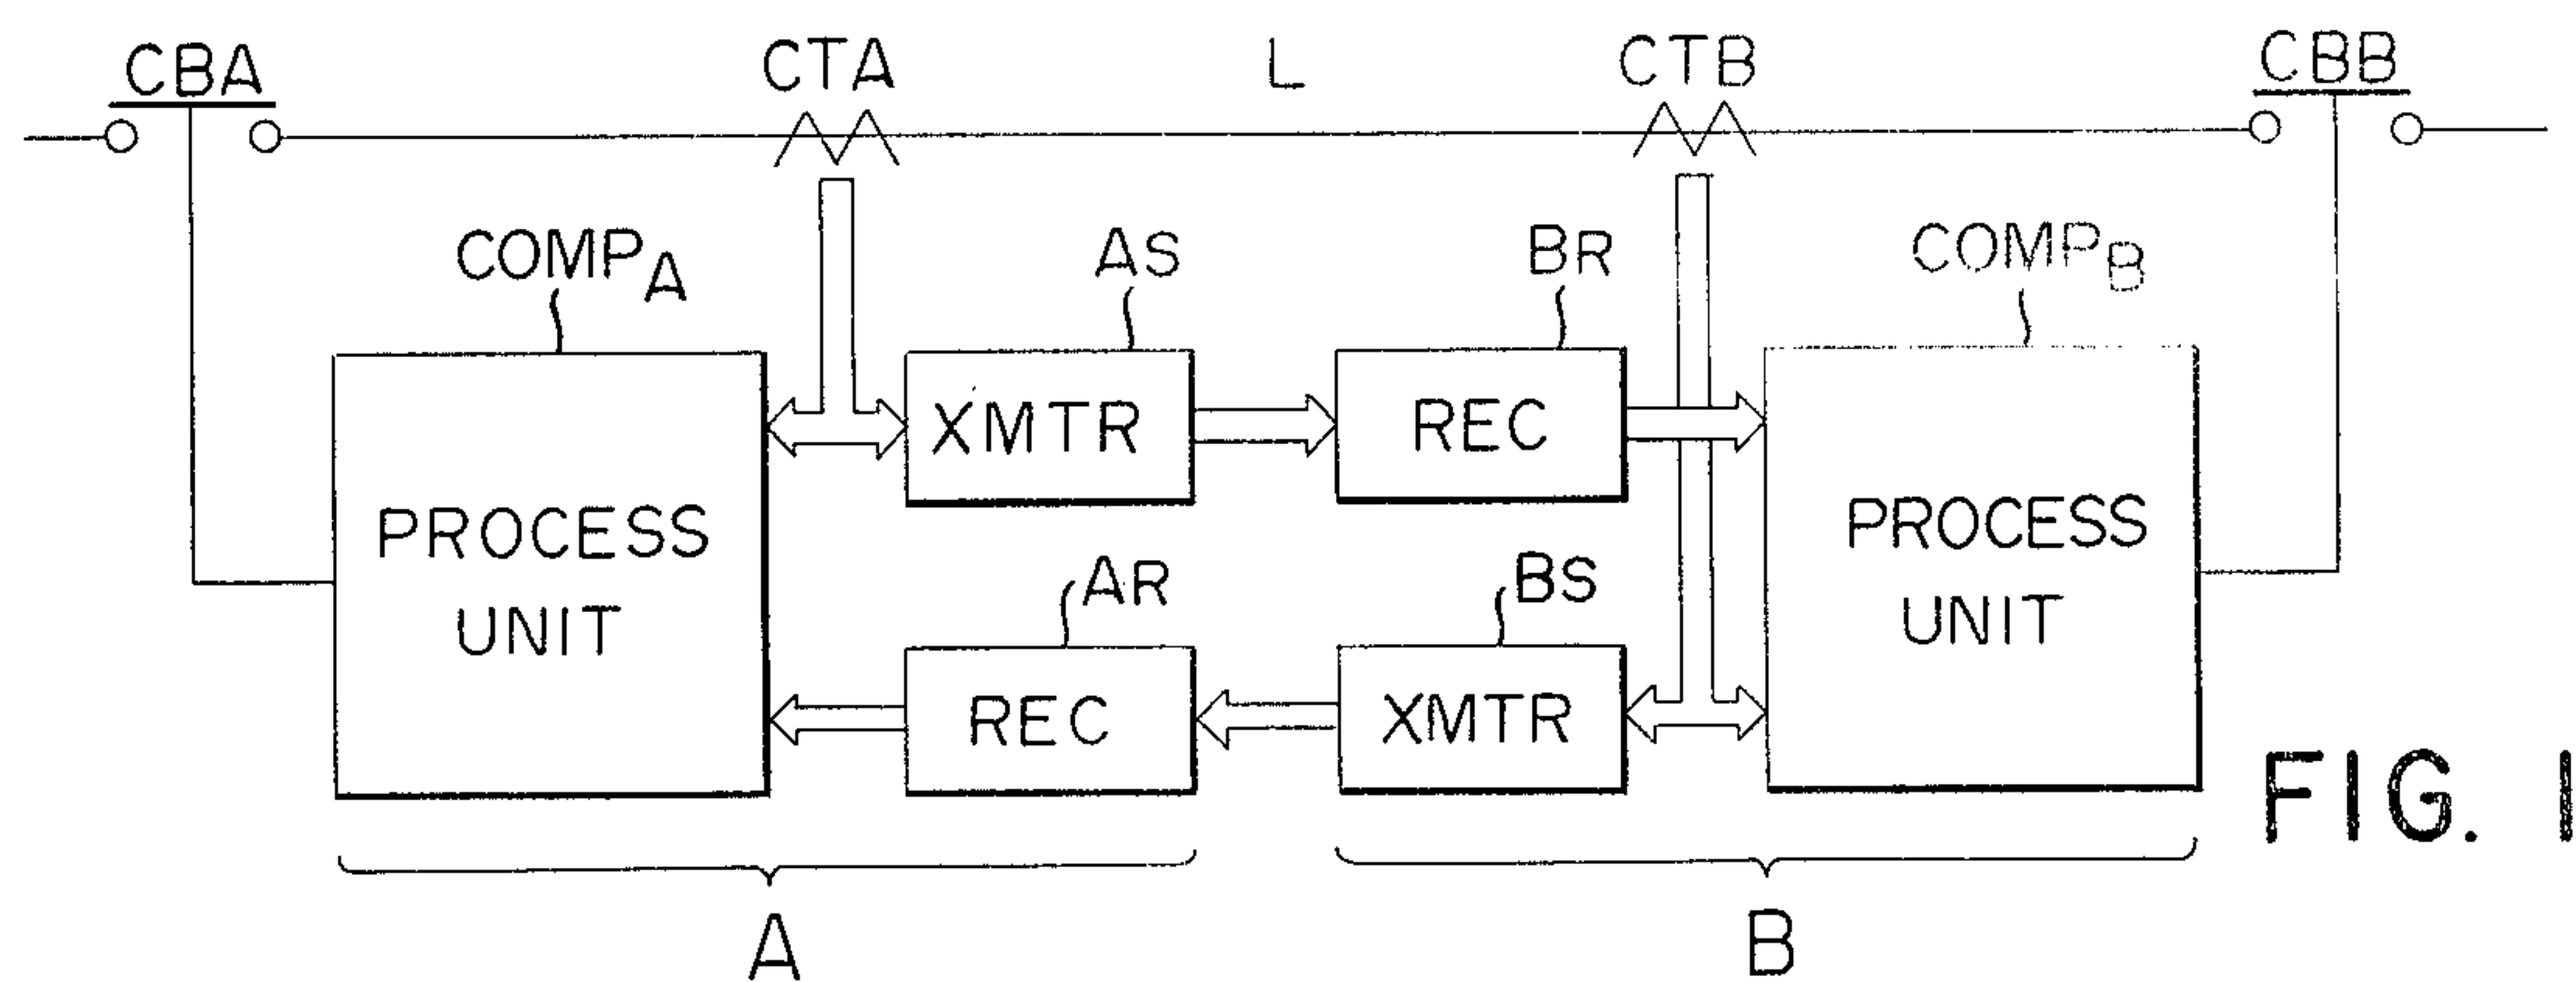 CBA
CTA
L
CTB
CBB
COMPA
AS
BR
COMPB
XMTR
REC
PROCESS
UNIT
PROCESS
UNIT
AR
BS
REC
XMTR
FIG. 1
A
B